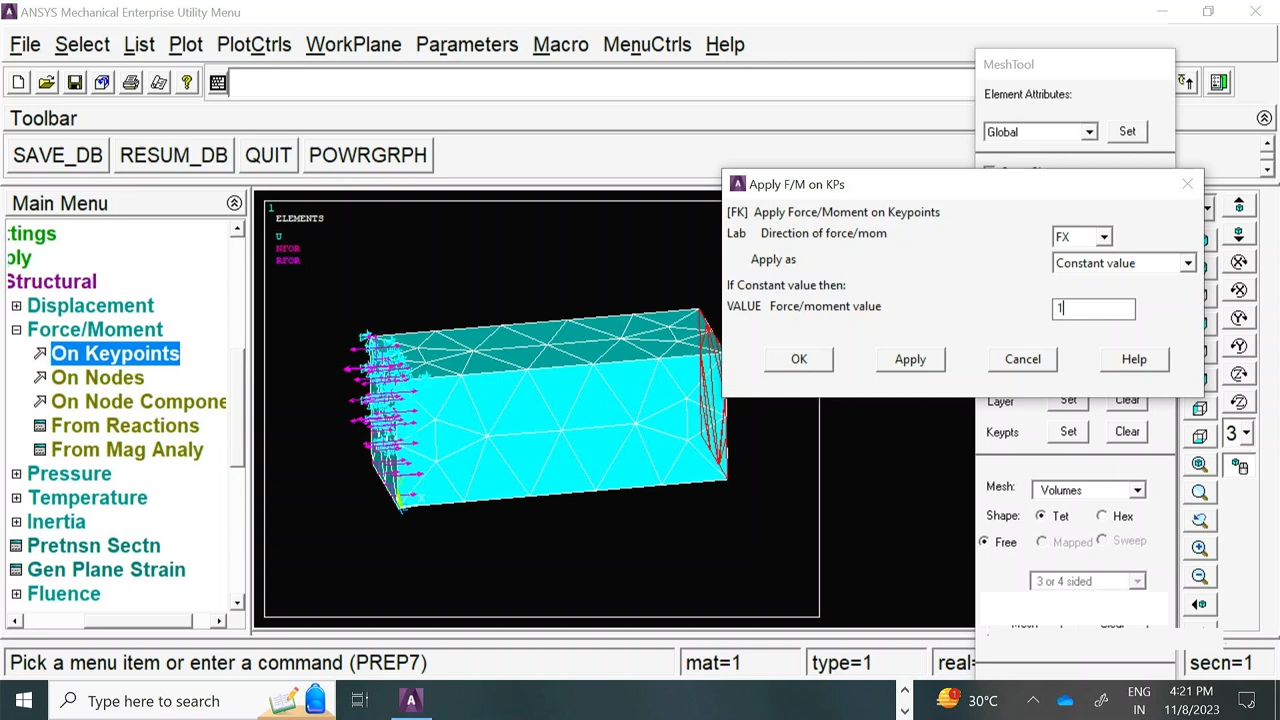 ANSYS Mechanical Enterprise Utility Menu
File Select List Plot PlotCtrls WorkPlane Parameters Macro MenuCtrls Help
MeshTool
Element Attributes:
Toolbar
Global Set
SAVE_DB RESUM_DB QUIT POWRGRPH
Main Menu
ttings
ply
Structural
Displacement
Force/Moment
On Keypoints
On Nodes
On Node Compone
From Reactions
From Mag Analy
Pressure
Temperature
Inertia
Pretnsn Sectn
Gen Plane Strain
Fluence
1
ELEMENTS
U
NFOR
RFOR
X
Apply F/M on KPs
[FK] Apply Force/Moment on Keypoints
Lab Direction of force/mom FX
Apply as Constant value
If Constant value then:
VALUE Force/moment value 1
OK Apply Cancel Help
Layer Set Clear
Keypts Set Clear
3
Mesh: Volumes
Shape: Tet Hex
Free Mapped Sweep
3 or 4 sided
Pick a menu item or enter a command (PREP7) mat=1 type=1 real= secn=1
Type here to search
1
30°C
ENG
IN
4:21 PM
11/8/2023